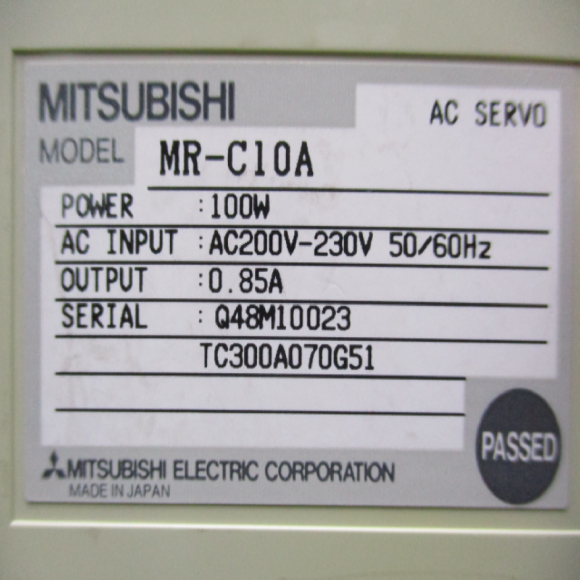 MITSUBISHI
AC SERVO
MODEL MR-C10A
POWER :100W
AC INPUT :AC200V-230V 50/60Hz
OUTPUT :0.85A
SERIAL :Q48M10023
TC300A070G51
PASSED
MITSUBISHI ELECTRIC CORPORATION
MADE IN JAPAN